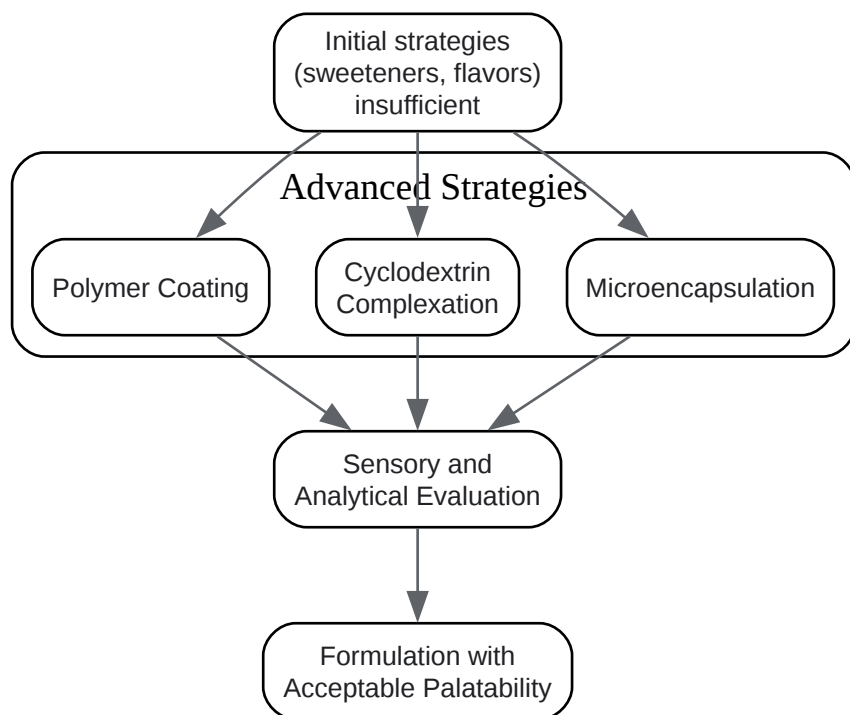 Initial strategies
(sweeteners, flavors)
insufficient
Advanced Strategies
Polymer Coating
Cyclodextrin
Complexation
Microencapsulation
Sensory and
Analytical Evaluation
Formulation with
Acceptable Palatability